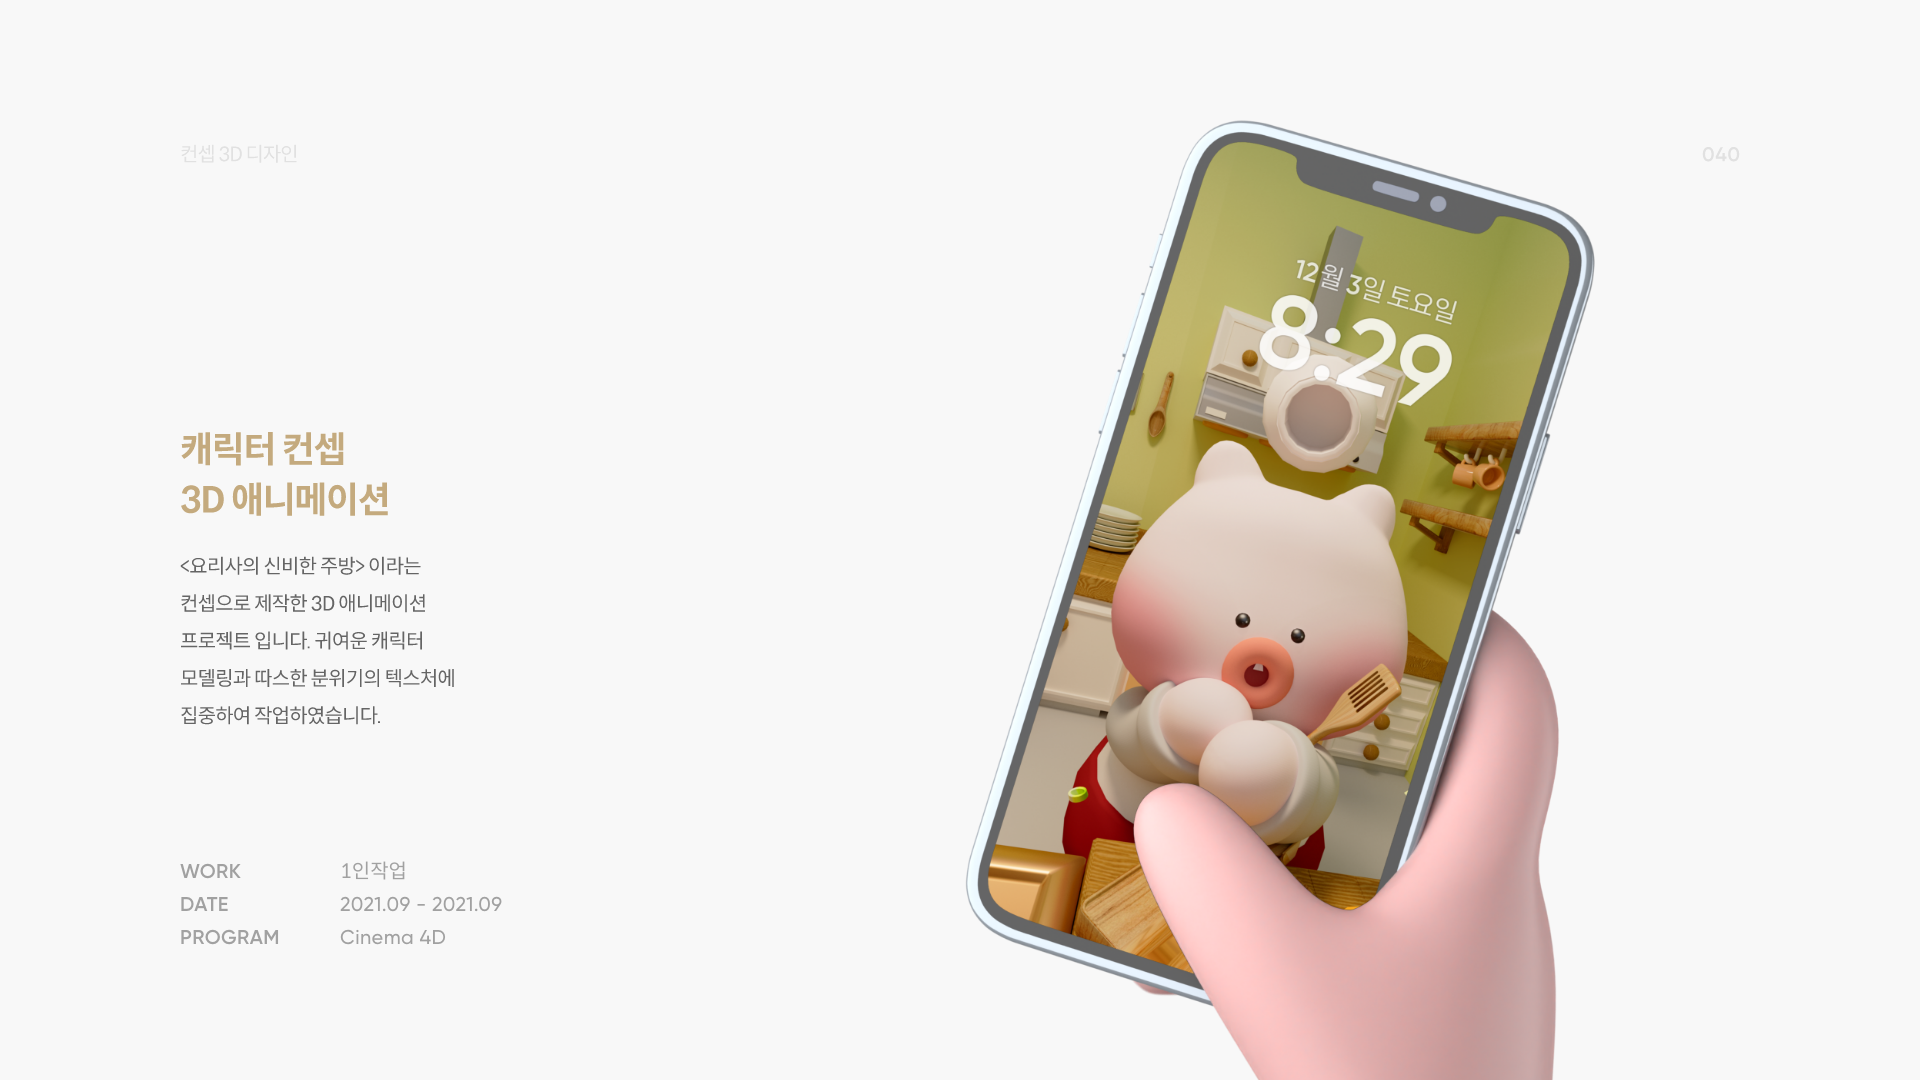 컨셉 3D 디자인
040
12월 3일 토요일
8:29
캐릭터 컨셉
3D 애니메이션
<요리사의 신비한 주방> 이라는
컨셉으로 제작한 3D 애니메이션
프로젝트 입니다. 귀여운 캐릭터
모델링과 따스한 분위기의 텍스처에
집중하여 작업하였습니다.
WORK 1인작업
DATE 2021.09 - 2021.09
PROGRAM Cinema 4D